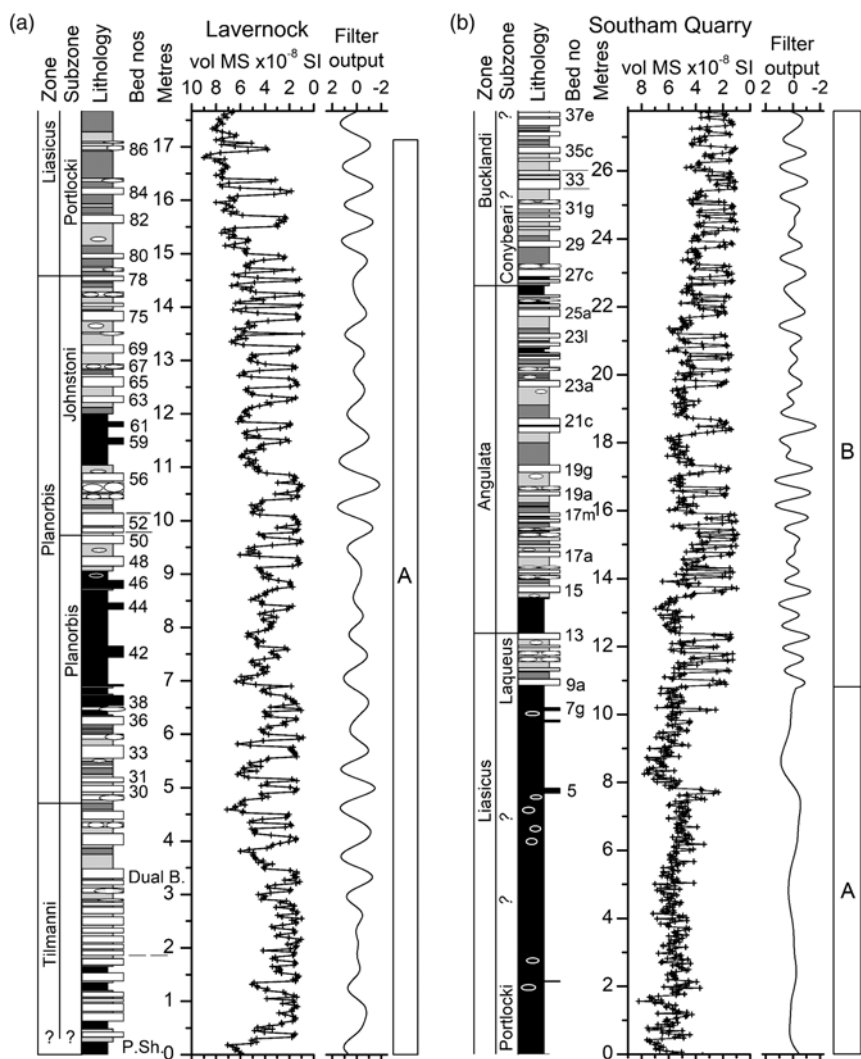 (a)
Lavernock
Zone
Subzone
Lithology
Bed nos
Metres
vol MS x10-8 SI
10 8 6 4 2 0
Filter output
2 0 -2
Liasicus
Portlocki
Planorbis
Johnstoni
Planorbis
Tilmanni
?
?
86
84
82
80
78
75
69
67
65
63
61
59
56
52
50
48
46
44
42
38
36
33
31
30
Dual B.
P.Sh.
17
16
15
14
13
12
11
10
9
8
7
6
5
4
3
2
1
0
A
(b)
Southam Quarry
Zone
Subzone
Lithology
Bed no
Metres
vol MS x10-8 SI
8 6 4 2 0
Filter output
2 0 -2
Bucklandi
?
Conybeari ?
Angulata
Liasicus
Laqueus
?
?
Portlocki
37e
35c
33
31g
29
27c
25a
23l
23a
21c
19g
19a
17m
17a
15
13
9a
7g
5
26
24
22
20
18
16
14
12
10
8
6
4
2
0
B
A